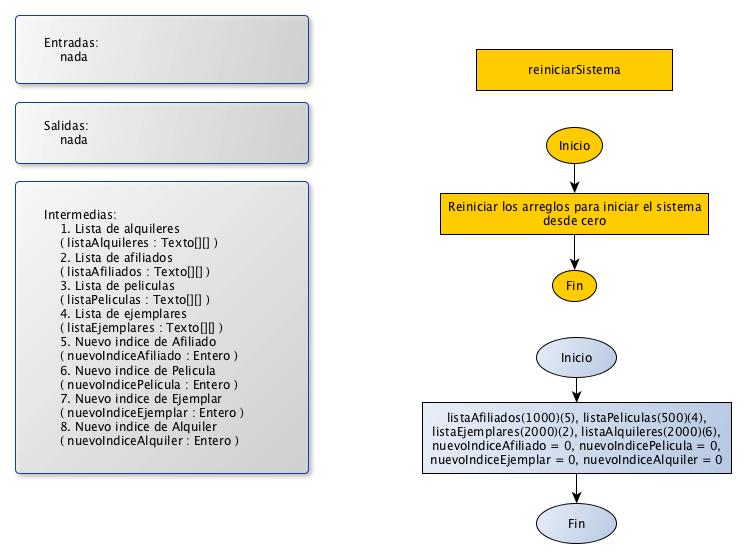 Entradas:
nada
Salidas:
nada
Intermedias:
1. Lista de alquileres
( listaAlquileres : Texto[][] )
2. Lista de afiliados
( listaAfiliados : Texto[][] )
3. Lista de peliculas
( listaPeliculas : Texto[][] )
4. Lista de ejemplares
( listaEjemplares : Texto[][] )
5. Nuevo indice de Afiliado
( nuevoIndiceAfiliado : Entero )
6. Nuevo indice de Pelicula
( nuevoIndicePelicula : Entero )
7. Nuevo indice de Ejemplar
( nuevoIndiceEjemplar : Entero )
8. Nuevo indice de Alquiler
( nuevoIndiceAlquiler : Entero )
reiniciarSistema
Inicio
Reiniciar los arreglos para iniciar el sistema
desde cero
Fin
Inicio
listaAfiliados(1000)(5), listaPeliculas(500)(4),
listaEjemplares(2000)(2), listaAlquileres(2000)(6),
nuevoIndiceAfiliado = 0, nuevoIndicePelicula = 0,
nuevoIndiceEjemplar = 0, nuevoIndiceAlquiler = 0
Fin